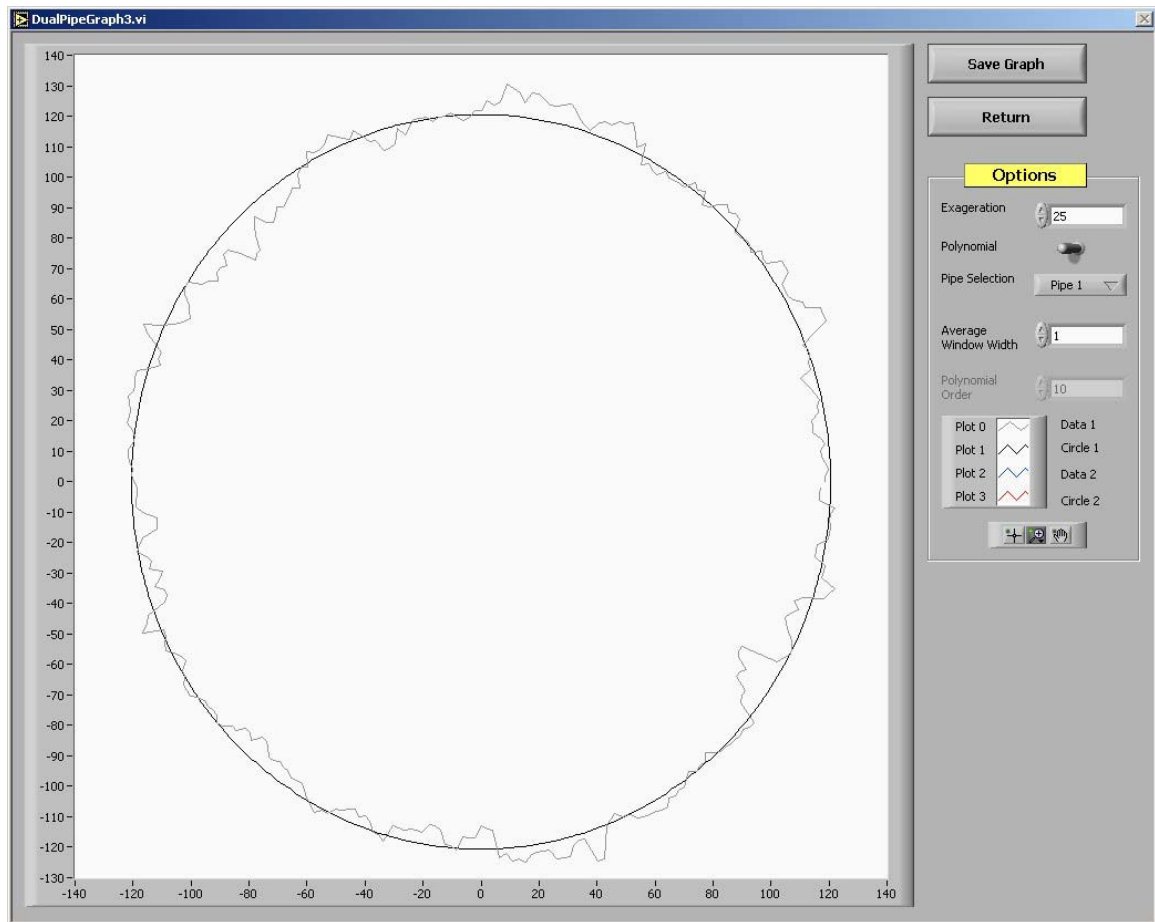 DualPipeGraph3.vi
140
130
120
110
100
90
80
70
60
50
40
30
20
10
0
-10
-20
-30
-40
-50
-60
-70
-80
-90
-100
-110
-120
-130
-140 -120 -100 -80 -60 -40 -20 0 20 40 60 80 100 120 140
Save Graph
Return
Options
Exageration 25
Polynomial
Pipe Selection Pipe 1
Average
Window Width 1
Polynomial
Order 10
Plot 0 Data 1
Plot 1 Circle 1
Plot 2 Data 2
Plot 3 Circle 2